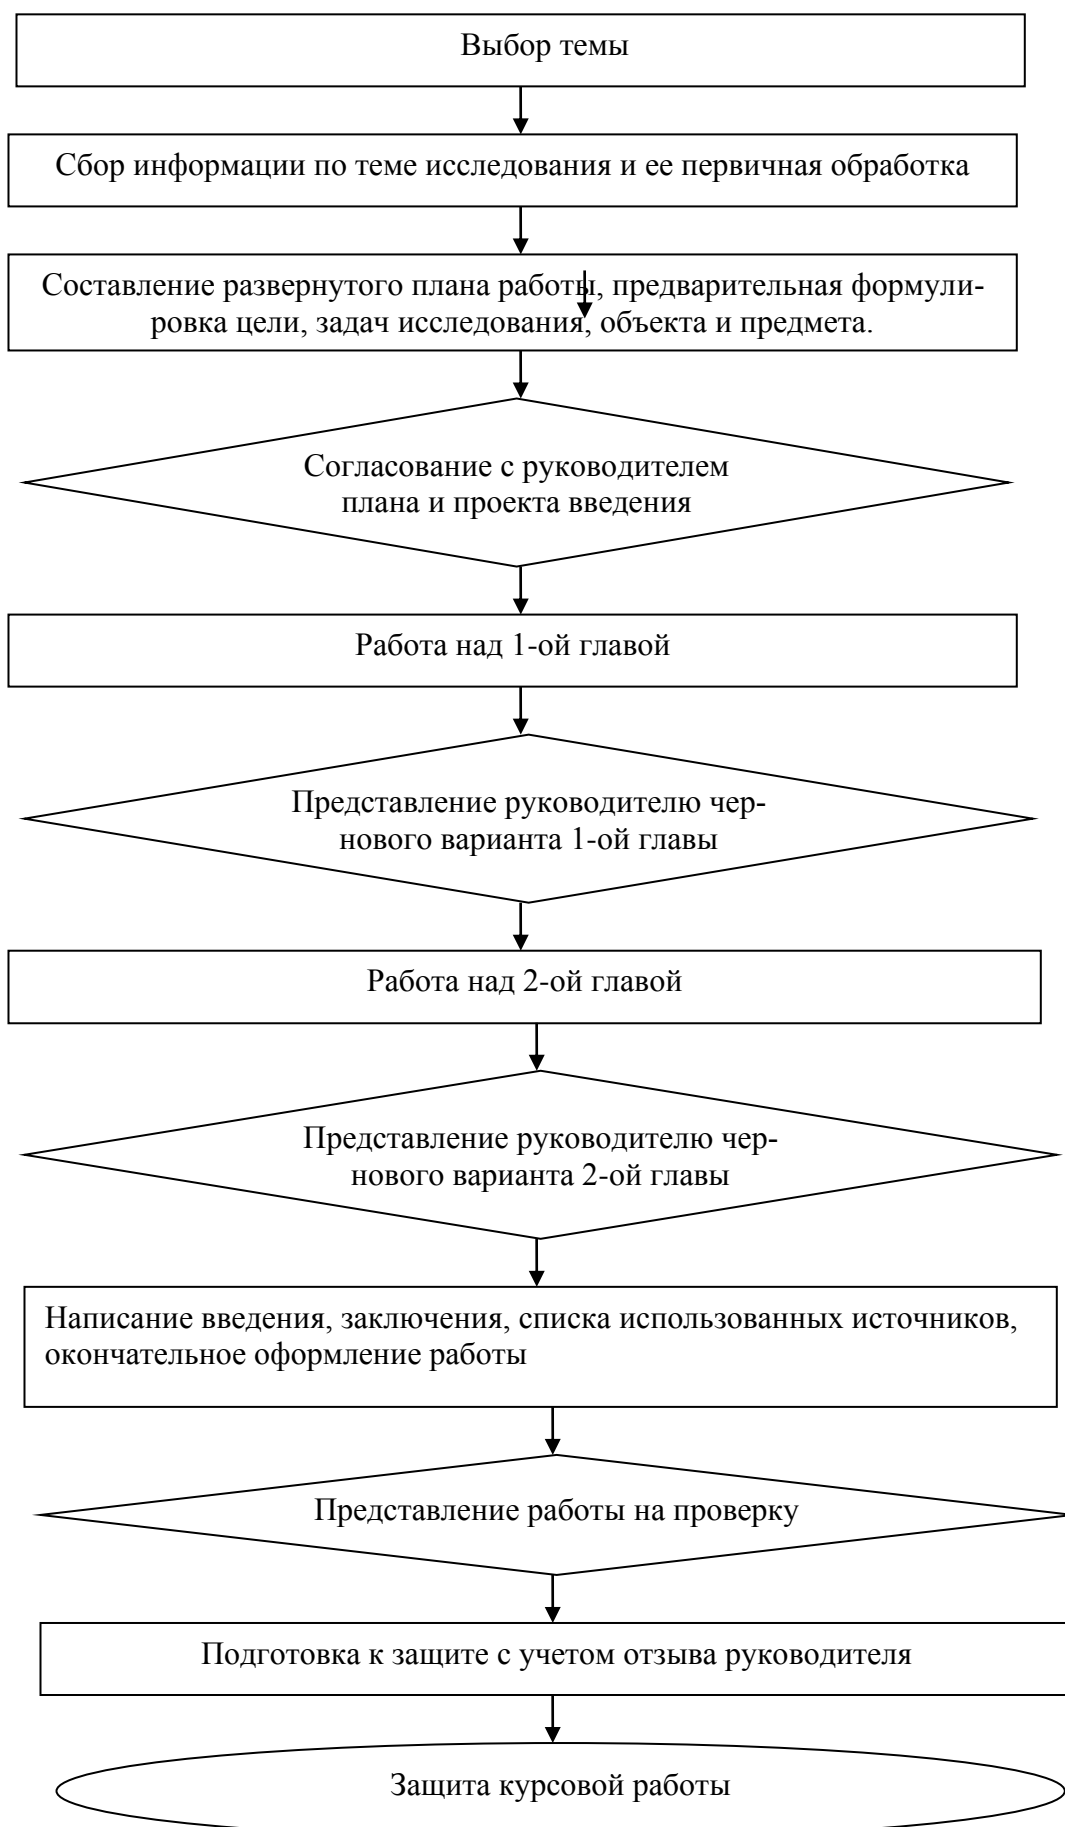 Выбор темы
Сбор информации по теме исследования и ее первичная обработка
Составление развернутого плана работы, предварительная формули-
ровка цели, задач исследования, объекта и предмета.
Согласование с руководителем
плана и проекта введения
Работа над 1-ой главой
Представление руководителю чер-
нового варианта 1-ой главы
Работа над 2-ой главой
Представление руководителю чер-
нового варианта 2-ой главы
Написание введения, заключения, списка использованных источников,
окончательное оформление работы
Представление работы на проверку
Подготовка к защите с учетом отзыва руководителя
Защита курсовой работы